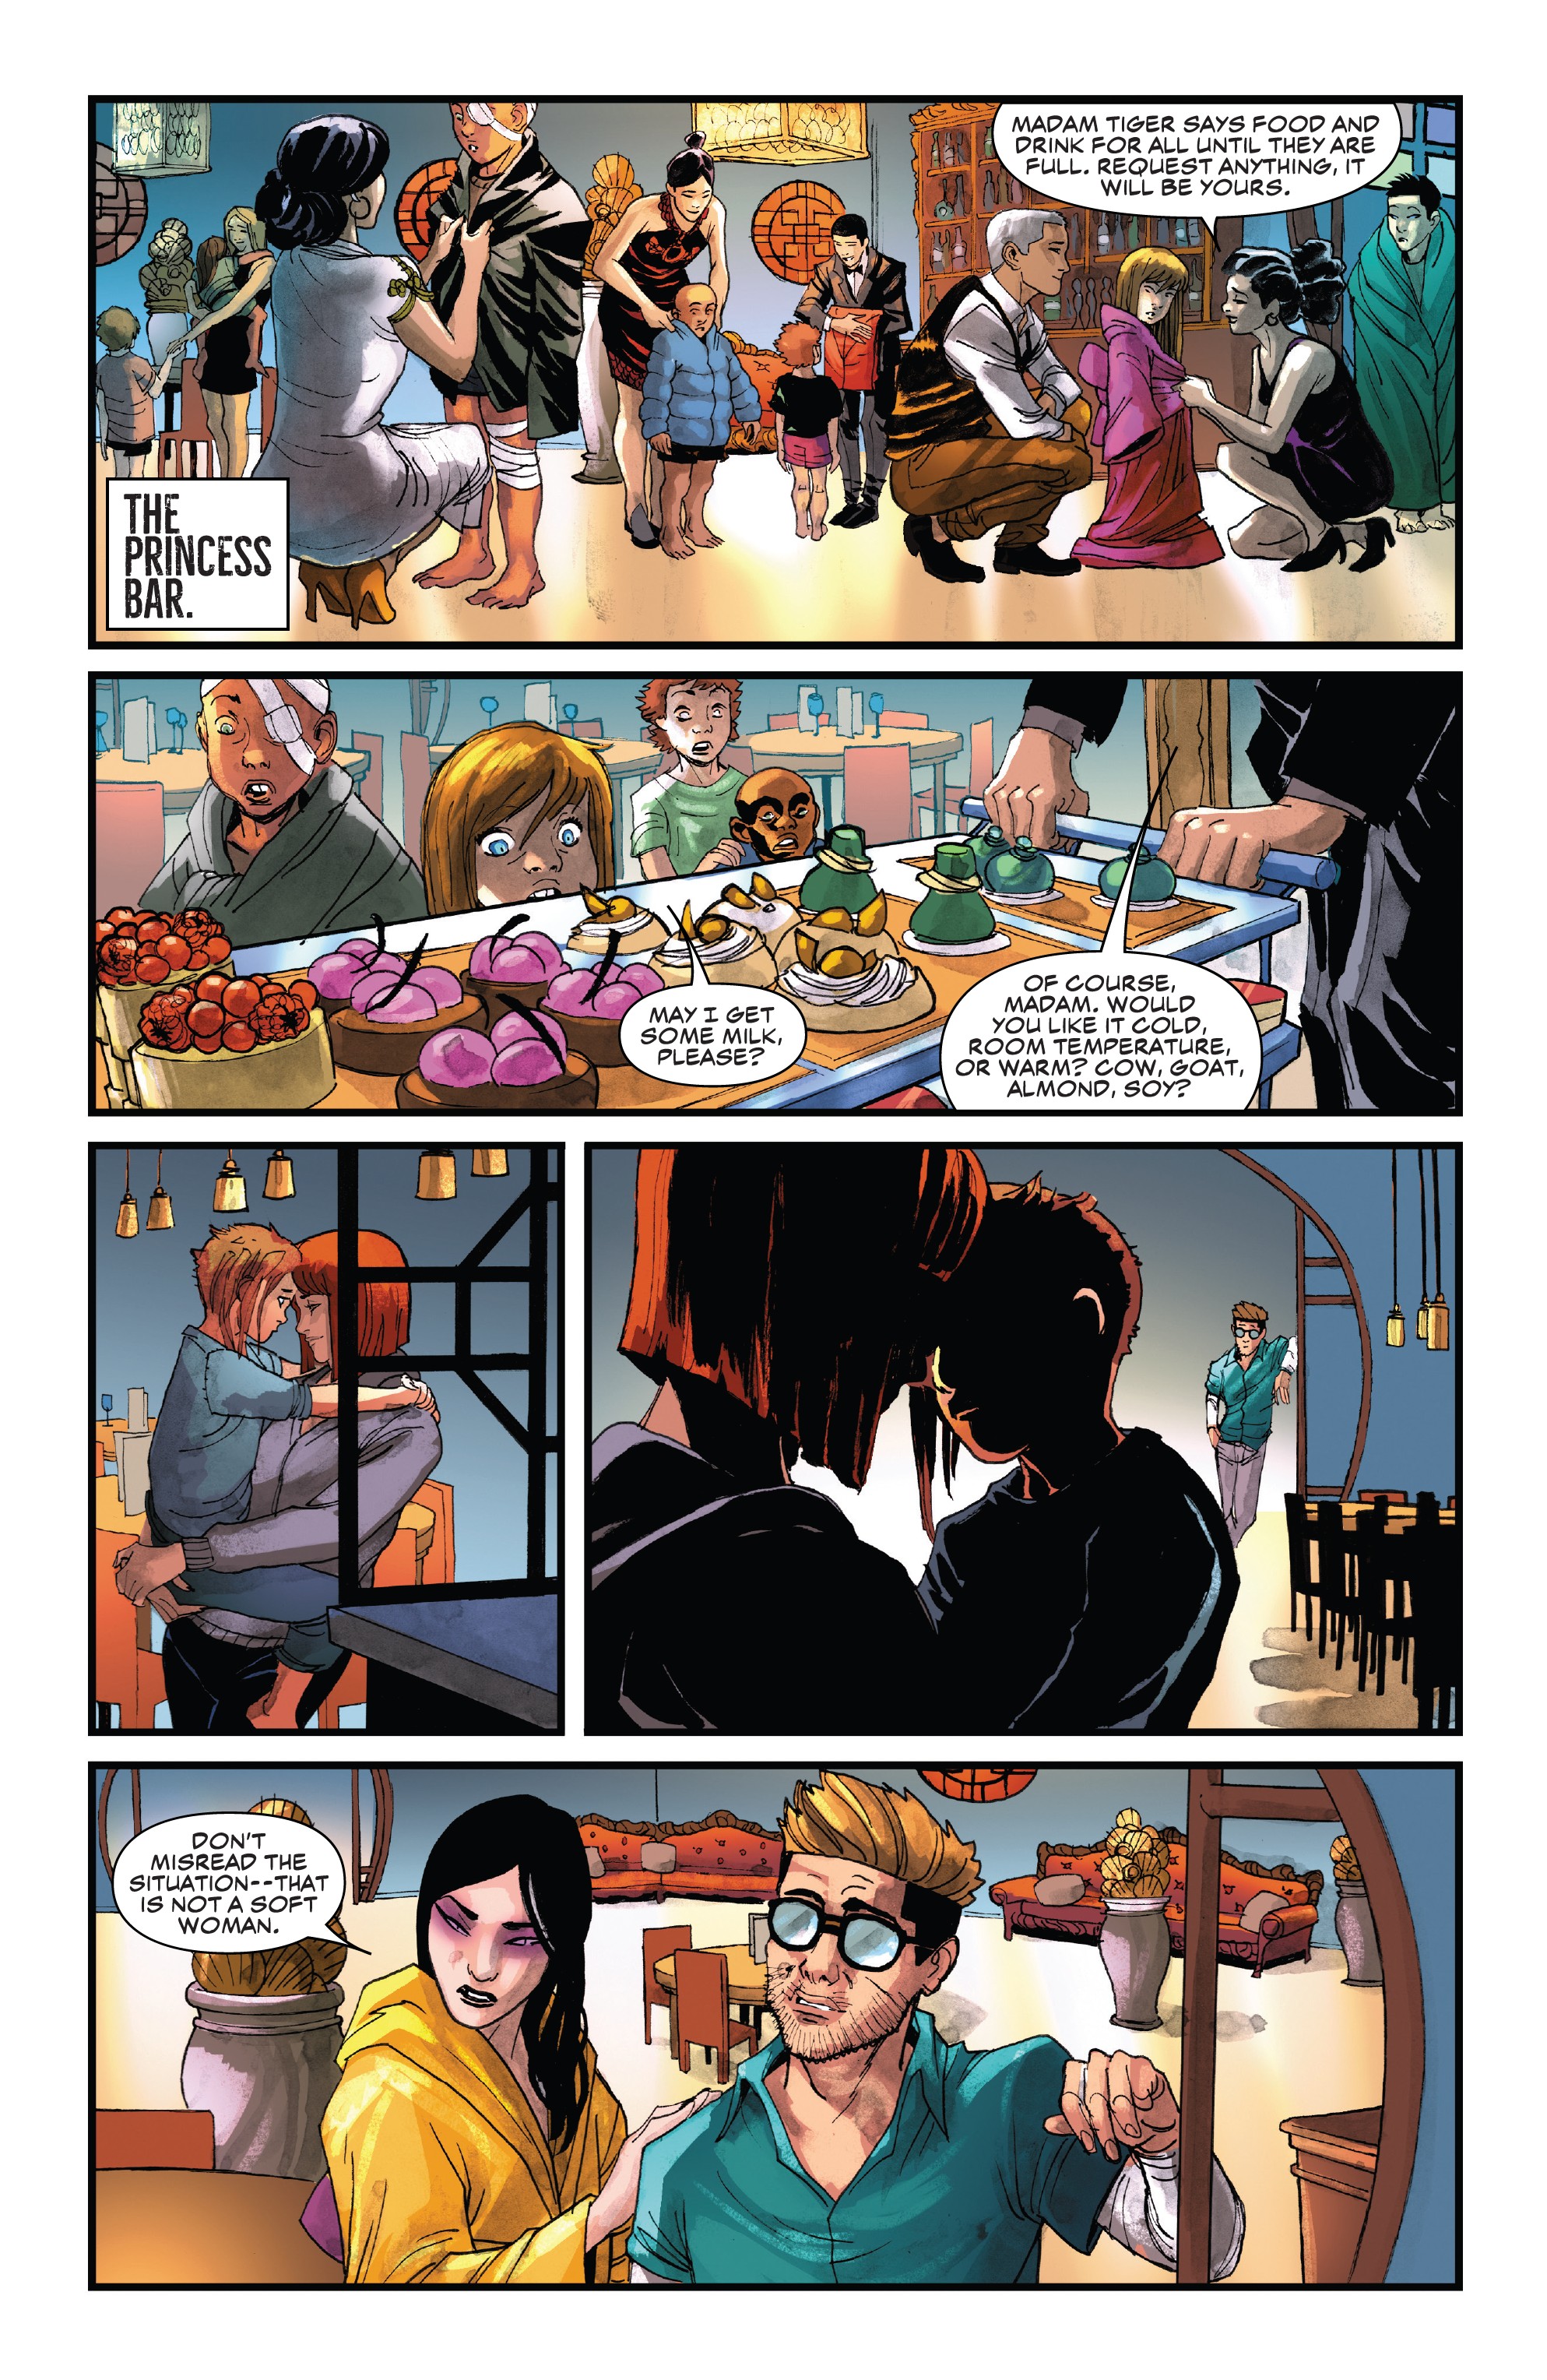 MADAM TIGER SAYS FOOD AND
DRINK FOR ALL UNTIL THEY ARE
FULL. REQUEST ANYTHING, IT
WILL BE YOURS.
THE
PRINCESS
BAR.
MAY I GET
SOME MILK,
PLEASE?
OF COURSE,
MADAM. WOULD
YOU LIKE IT COLD,
ROOM TEMPERATURE,
OR WARM? COW, GOAT,
ALMOND, SOY?
DON'T
MISREAD THE
SITUATION--THAT
IS NOT A SOFT
WOMAN.